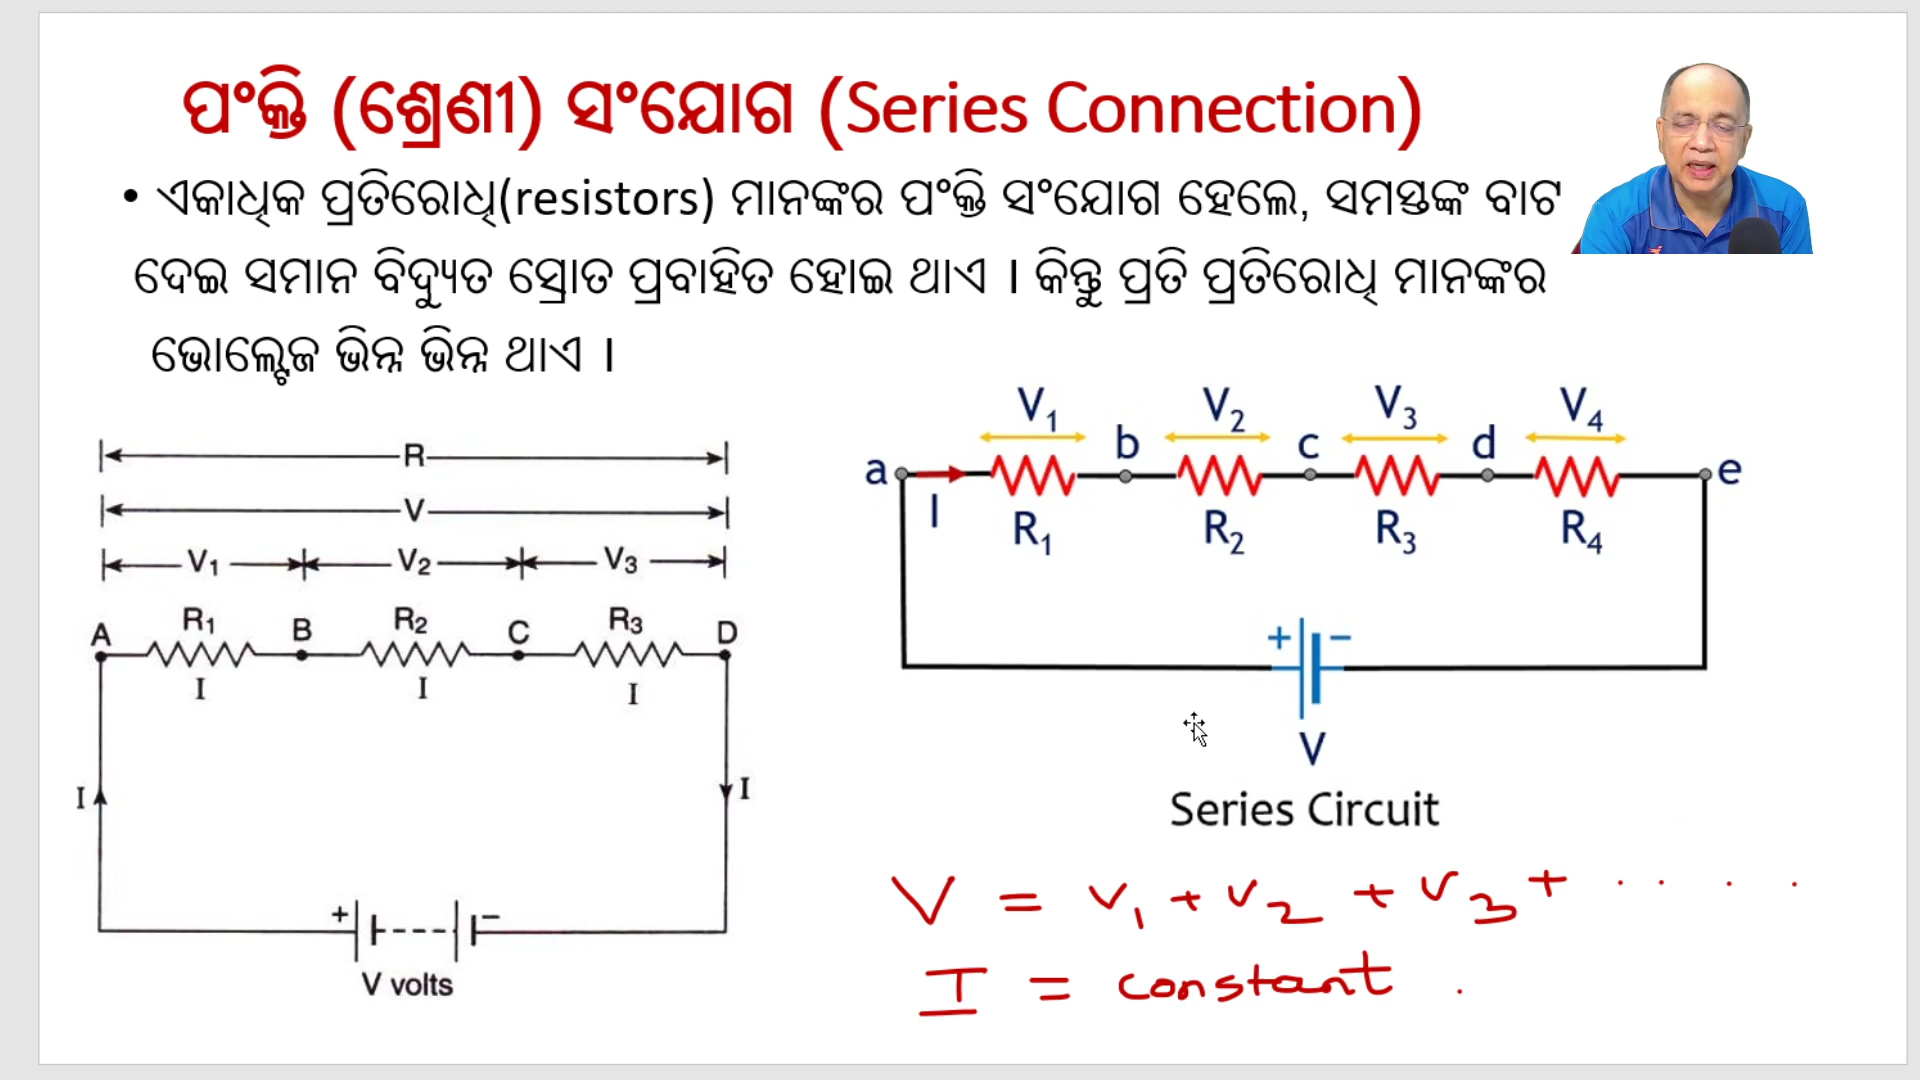 ପଂକ୍ତି (ଶ୍ରେଣୀ) ସଂଯୋଗ (Series Connection)
• ଏକାଧିକ ପ୍ରତିରୋଧି(resistors) ମାନଙ୍କର ପଂକ୍ତି ସଂଯୋଗ ହେଲେ, ସମସ୍ତଙ୍କ ବାଟ
ଦେଇ ସମାନ ବିଦ୍ୟୁତ ସ୍ରୋତ ପ୍ରବାହିତ ହୋଇ ଥାଏ । କିନ୍ତୁ ପ୍ରତି ପ୍ରତିରୋଧି ମାନଙ୍କର
ଭୋଲ୍ଟେଜ ଭିନ୍ନ ଭିନ୍ନ ଥାଏ ।
R
V
V₁ V₂ V₃
R₁ R₂ R₃
A B C D
I I I
I I
+ −
V volts
V₁ V₂ V₃ V₄
a b c d e
I R₁ R₂ R₃ R₄
+ −
V
Series Circuit
V = V₁ + V₂ + V₃ + . . . .
I = constant .